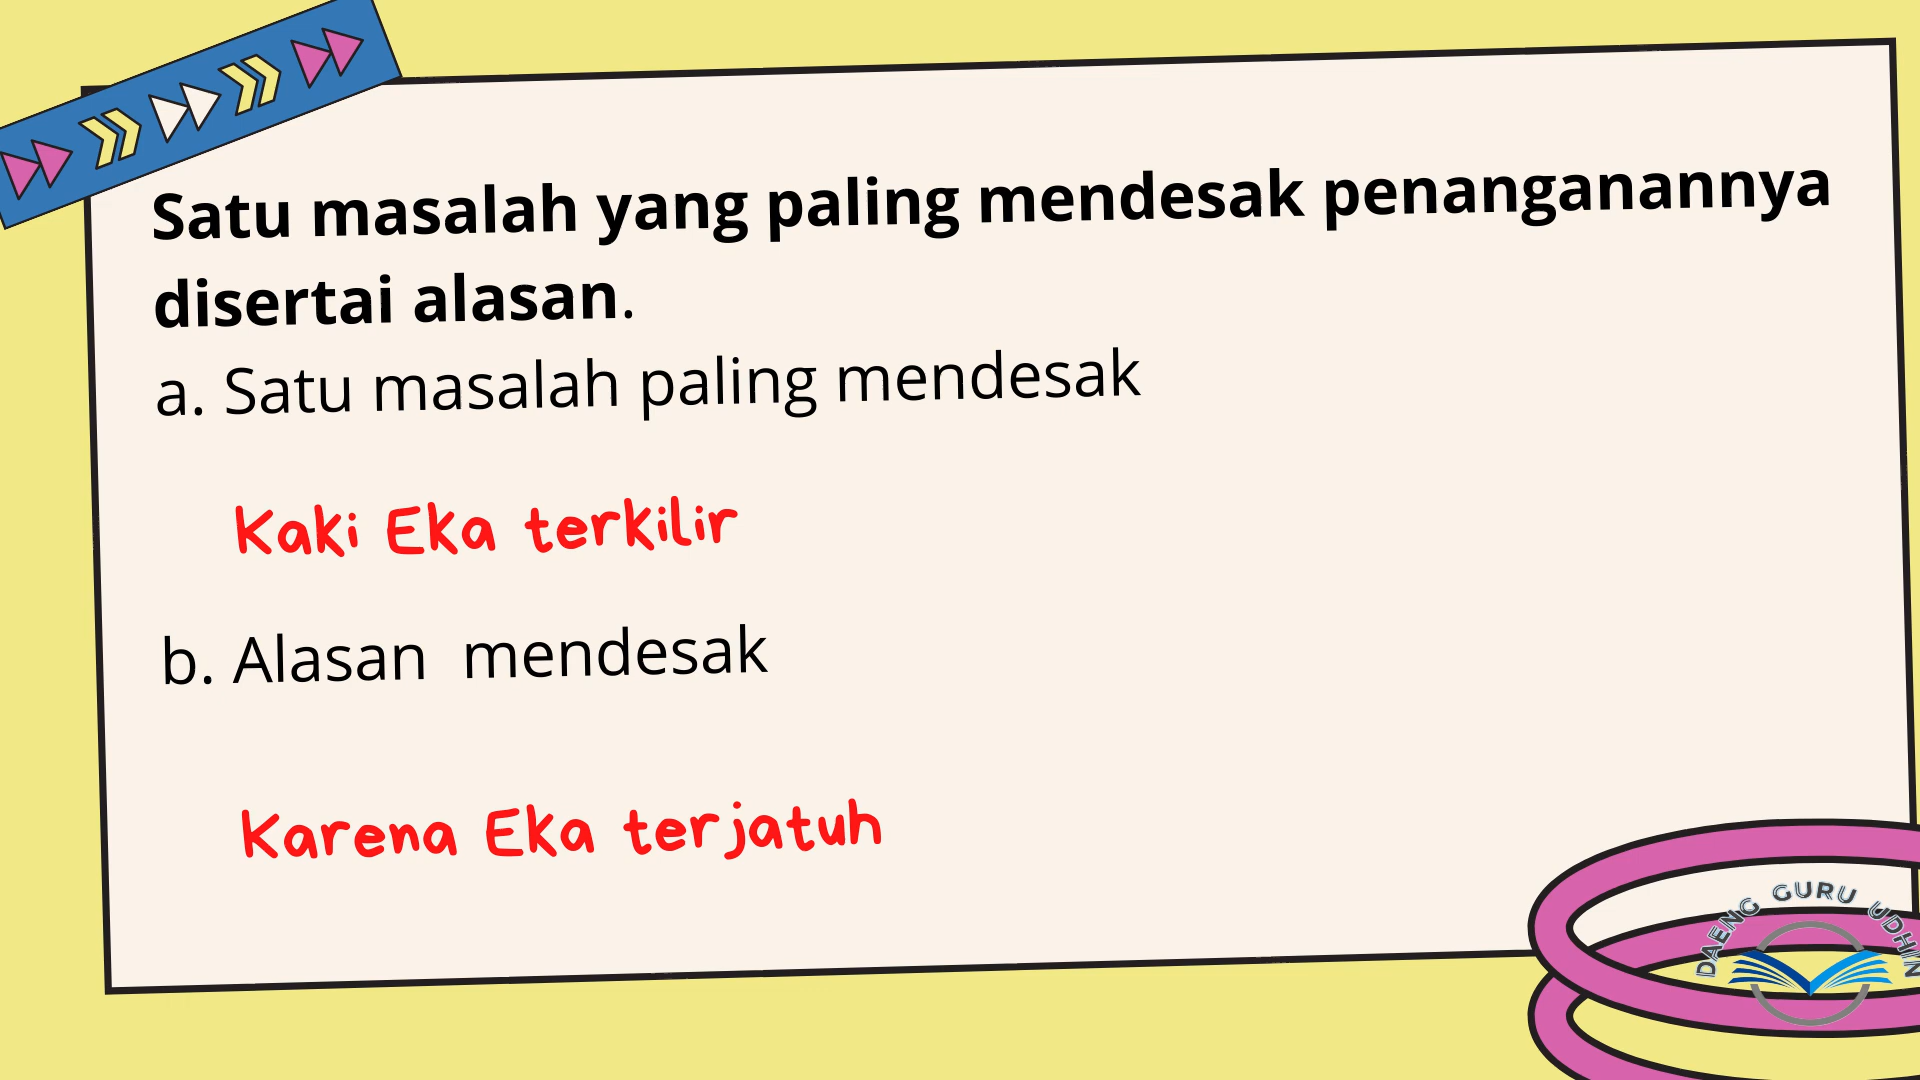 Satu masalah yang paling mendesak penanganannya
disertai alasan.
a. Satu masalah paling mendesak
Kaki Eka terkilir
b. Alasan mendesak
Karena Eka terjatuh
DAENG GURU UDHIN